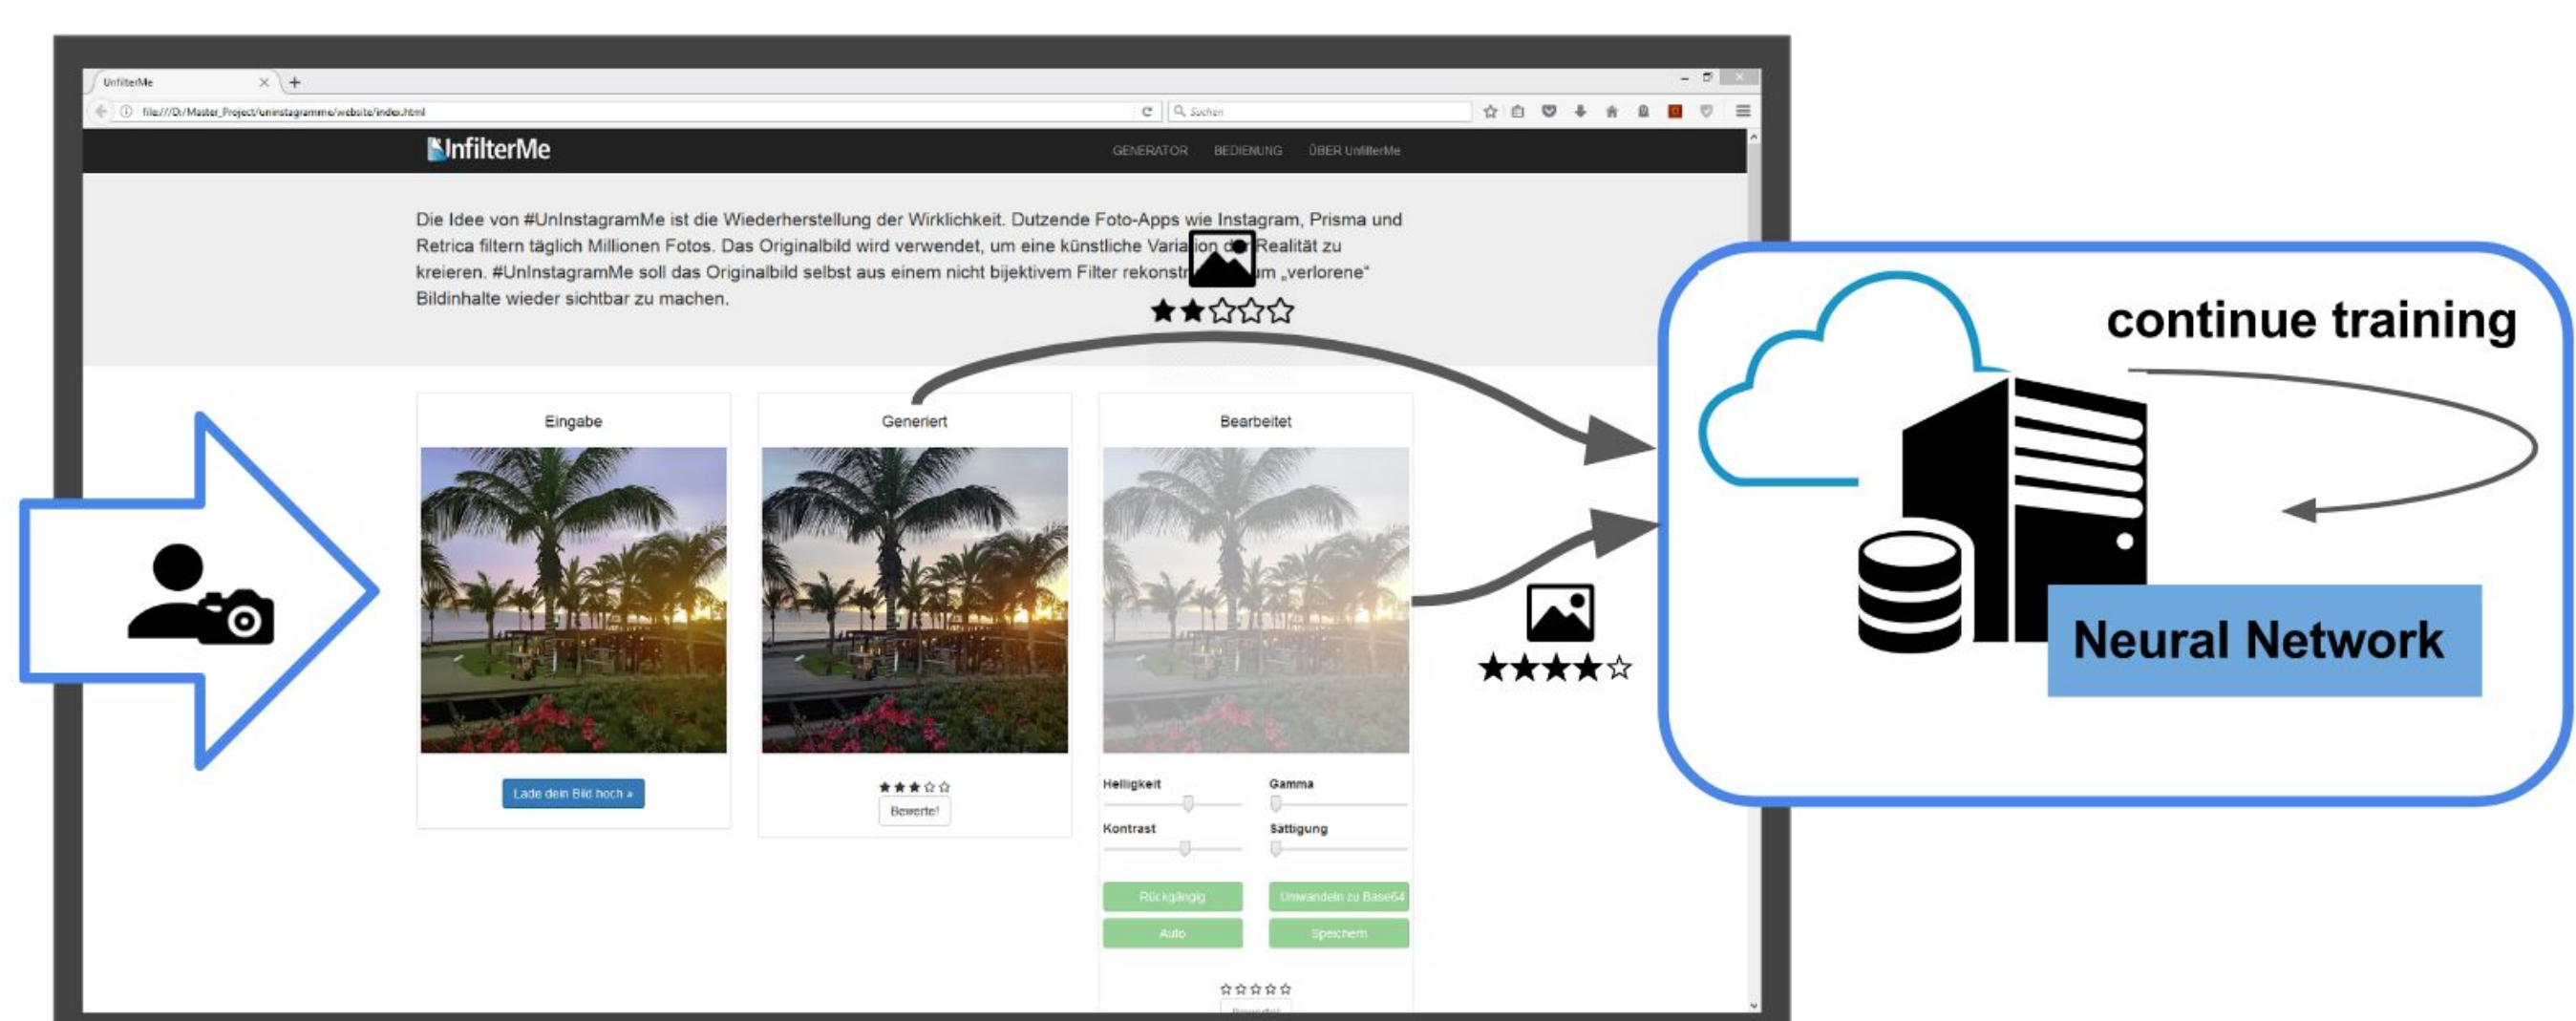 UnfilterMe
file:///D:/Master_Project/uninstagramme/website/index.html
Suchen
UnfilterMe
GENERATOR BEDIENUNG ÜBER UnfilterMe
Die Idee von #UnInstagramMe ist die Wiederherstellung der Wirklichkeit. Dutzende Foto-Apps wie Instagram, Prisma und
Retrica filtern täglich Millionen Fotos. Das Originalbild wird verwendet, um eine künstliche Variation der Realität zu
kreieren. #UnInstagramMe soll das Originalbild selbst aus einem nicht bijektivem Filter um „verlorene“
Bildinhalte wieder sichtbar zu machen.
continue training
Eingabe
Generiert
Bearbeitet
Neural Network
Lade dein Bild hoch »
Bewerte!
Helligkeit Gamma
Kontrast Sättigung
Rückgängig Umwandeln zu Base64
Auto Speichern